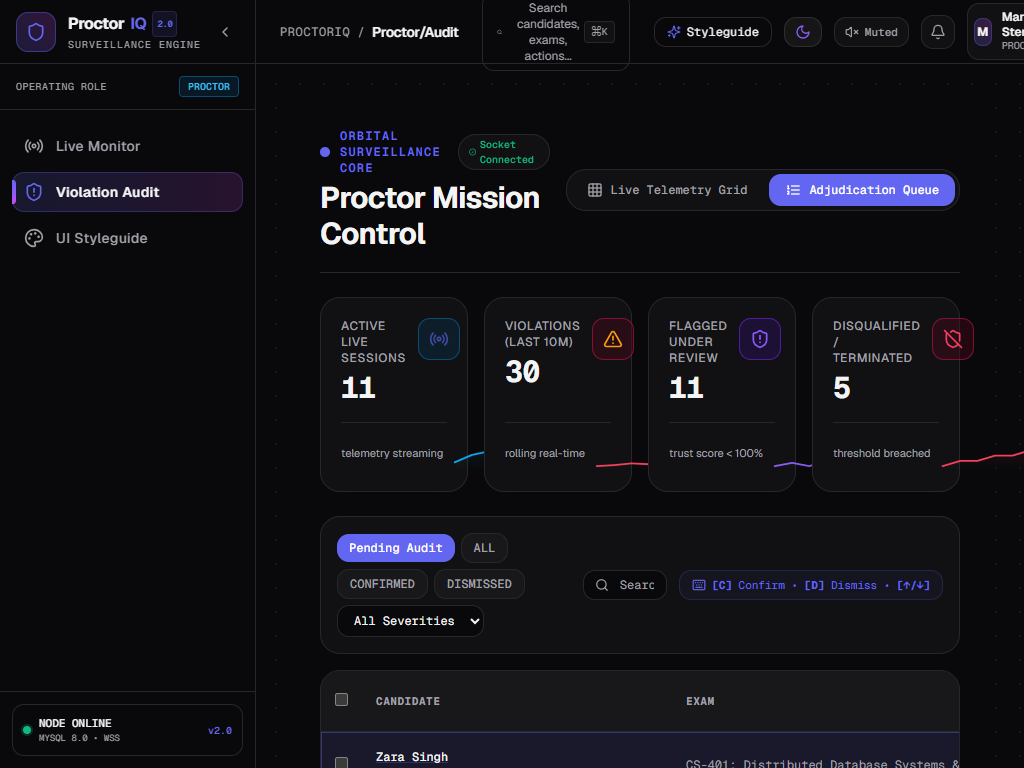 Proctor IQ 2.0
SURVEILLANCE ENGINE
OPERATING ROLE
PROCTOR
Live Monitor
Violation Audit
UI Styleguide
NODE ONLINE
MYSQL 8.0 • WSS
v2.0
PROCTORIQ / Proctor/Audit
Search
candidates,
exams,
actions…
⌘K
Styleguide
Muted
M
ORBITAL
SURVEILLANCE
CORE
Socket
Connected
Proctor Mission
Control
Live Telemetry Grid
Adjudication Queue
ACTIVE
LIVE
SESSIONS
11
telemetry streaming
VIOLATIONS
(LAST 10M)
30
rolling real-time
FLAGGED
UNDER
REVIEW
11
trust score < 100%
DISQUALIFIED
/
TERMINATED
5
threshold breached
Pending Audit
ALL
CONFIRMED
DISMISSED
All Severities
[C] Confirm • [D] Dismiss • [↑/↓]
CANDIDATE
EXAM
Zara Singh
CS-401: Distributed Database Systems &